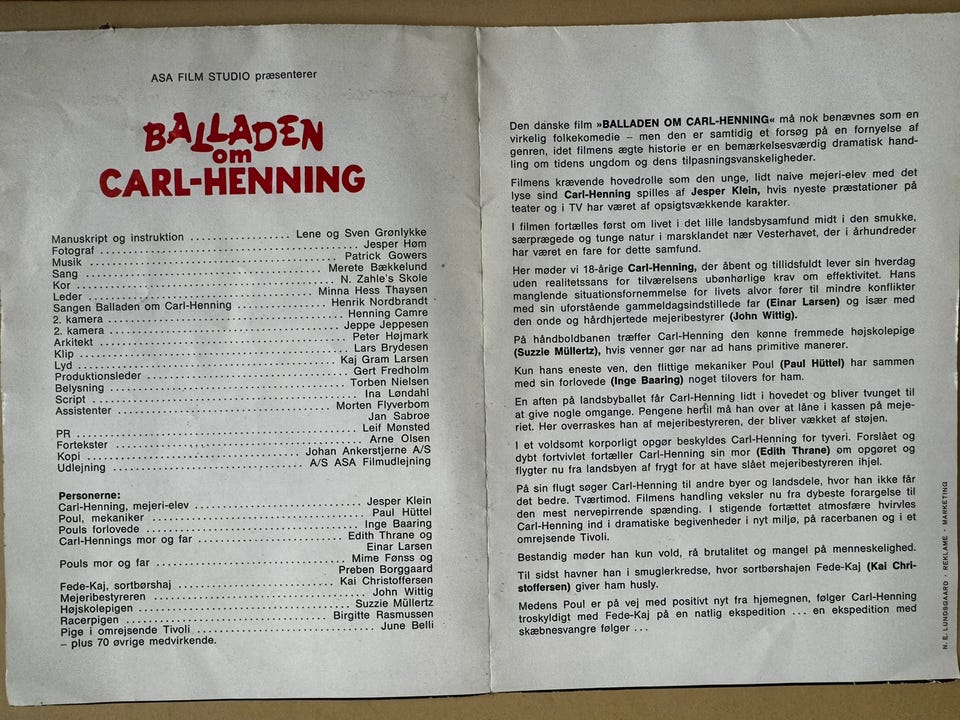 ASA FILM STUDIO præsenterer
BALLADEN
om
CARL-HENNING
Manuskript og instruktion ................. Lene og Sven Grønlykke
Fotograf ................. Jesper Høm
Musik ................. Patrick Gowers
Sang ................. Merete Bækkelund
Kor ................. N. Zahle's Skole
Leder ................. Minna Hess Thaysen
Sangen Balladen om Carl-Henning ................. Henrik Nordbrandt
2. kamera ................. Henning Camre
2. kamera ................. Jeppe Jeppesen
Arkitekt ................. Peter Højmark
Klip ................. Lars Brydesen
Lyd ................. Kaj Gram Larsen
Produktionsleder ................. Gert Fredholm
Belysning ................. Torben Nielsen
Script ................. Ina Løndahl
Assistenter ................. Morten Flyverbom
Jan Sabroe
PR ................. Leif Mønsted
Fortekster ................. Arne Olsen
Kopi ................. Johan Ankerstjerne A/S
Udlejning ................. A/S ASA Filmudlejning
Personerne:
Carl-Henning, mejeri-elev ................. Jesper Klein
Poul, mekaniker ................. Paul Hüttel
Pouls forlovede ................. Inge Baaring
Carl-Hennings mor og far ................. Edith Thrane og
Einar Larsen
Pouls mor og far ................. Mime Fønss og
Preben Borggaard
Fede-Kaj, sortbørshaj ................. Kai Christoffersen
Mejeribestyreren ................. John Wittig
Højskolepigen ................. Suzzie Müllertz
Racerpigen ................. Birgitte Rasmussen
Pige i omrejsende Tivoli ................. June Belli
– plus 70 øvrige medvirkende.
Den danske film »BALLADEN OM CARL-HENNING« må nok benævnes som en
virkelig folkekomedie – men den er samtidig et forsøg på en fornyelse af
genren, idet filmens ægte historie er en bemærkelsesværdig dramatisk hand-
ling om tidens ungdom og dens tilpasningsvanskeligheder.
Filmens krævende hovedrolle som den unge, lidt naive mejeri-elev med det
lyse sind Carl-Henning spilles af Jesper Klein, hvis nyeste præstationer på
teater og i TV har været af opsigtsvækkende karakter.
I filmen fortælles først om livet i det lille landsbysamfund midt i den smukke,
særprægede og tunge natur i marsklandet nær Vesterhavet, der i århundreder
har været en fare for dette samfund.
Her møder vi 18-årige Carl-Henning, der åbent og tillidsfuldt lever sin hverdag
uden realitetssans for tilværelsens ubønhørlige krav om effektivitet. Hans
manglende situationsfornemmelse for livets alvor fører til mindre konflikter
med sin uforstående gammeldagsindstillede far (Einar Larsen) og især med
den onde og hårdhjertede mejeribestyrer (John Wittig).
På håndboldbanen træffer Carl-Henning den kønne fremmede højskolepige
(Suzzie Müllertz), hvis venner gør nar ad hans primitive manerer.
Kun hans eneste ven, den flittige mekaniker Poul (Paul Hüttel) har sammen
med sin forlovede (Inge Baaring) noget tilovers for ham.
En aften på landsbyballet får Carl-Henning lidt i hovedet og bliver tvunget til
at give nogle omgange. Pengene hertil må han over at låne i kassen på meje-
riet. Her overraskes han af mejeribestyreren, der bliver vækket af støjen.
I et voldsomt korporligt opgør beskyldes Carl-Henning for tyveri. Forslået og
dybt fortvivlet fortæller Carl-Henning sin mor (Edith Thrane) om opgøret og
flygter nu fra landsbyen af frygt for at have slået mejeribestyreren ihjel.
På sin flugt søger Carl-Henning til andre byer og landsdele, hvor han ikke får
det bedre. Tværtimod. Filmens handling veksler nu fra dybeste forargelse til
den mest nervepirrende spænding. I stigende fortættet atmosfære hvirvles
Carl-Henning ind i dramatiske begivenheder i nyt miljø, på racerbanen og i et
omrejsende Tivoli.
Bestandig møder han kun vold, rå brutalitet og mangel på menneskelighed.
Til sidst havner han i smuglerkredse, hvor sortbørshajen Fede-Kaj (Kai Chri-
stoffersen) giver ham husly.
Medens Poul er på vej med positivt nyt fra hjemegnen, følger Carl-Henning
troskyldigt med Fede-Kaj på en natlig ekspedition ... en ekspedition med
skæbnesvangre følger ...
N. E. LUNDSGAARD · REKLAME · MARKETING